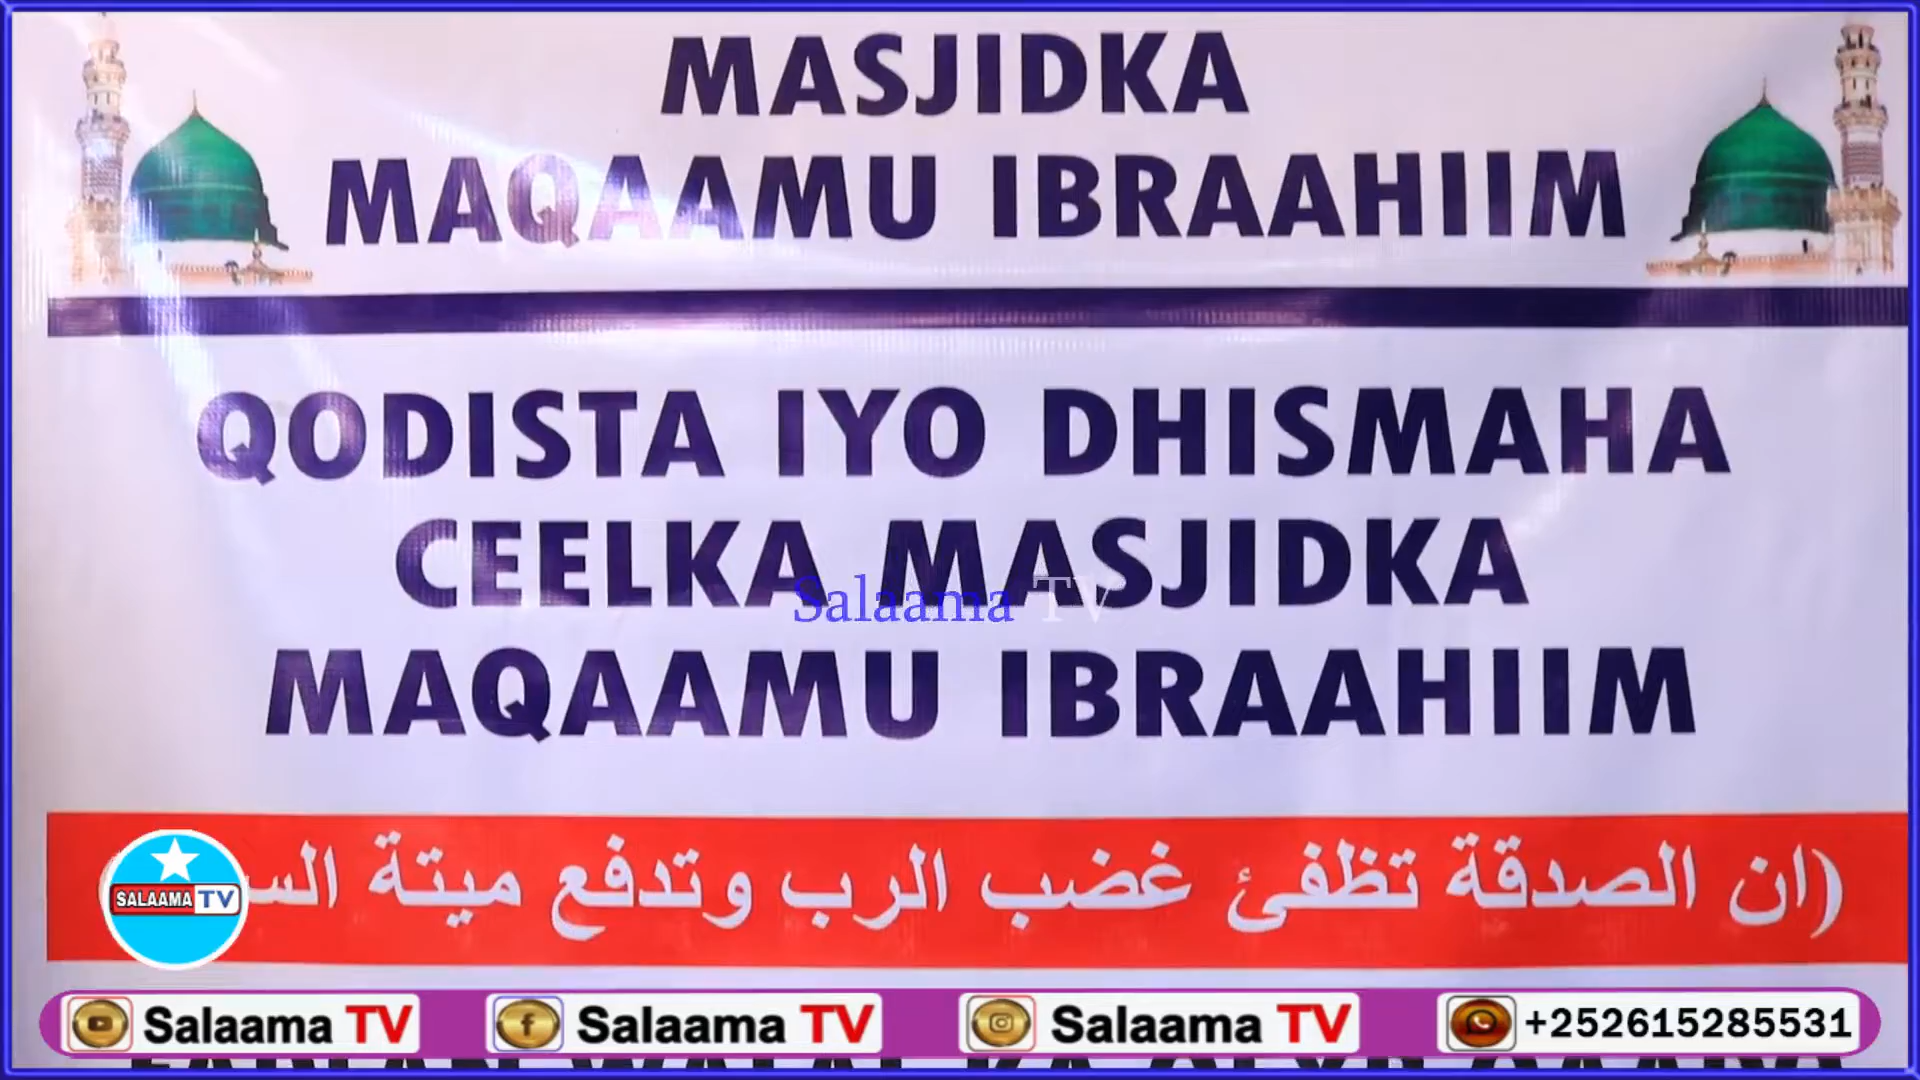 MASJIDKA
MAQAAMU IBRAAHIIM
QODISTA IYO DHISMAHA
CEELKA MASJIDKA
MAQAAMU IBRAAHIIM
Salaama TV
(ان الصدقة تظفئ غضب الرب وتدفع ميتة
SALAAMA TV
Salaama TV
Salaama TV
Salaama TV
+252615285531